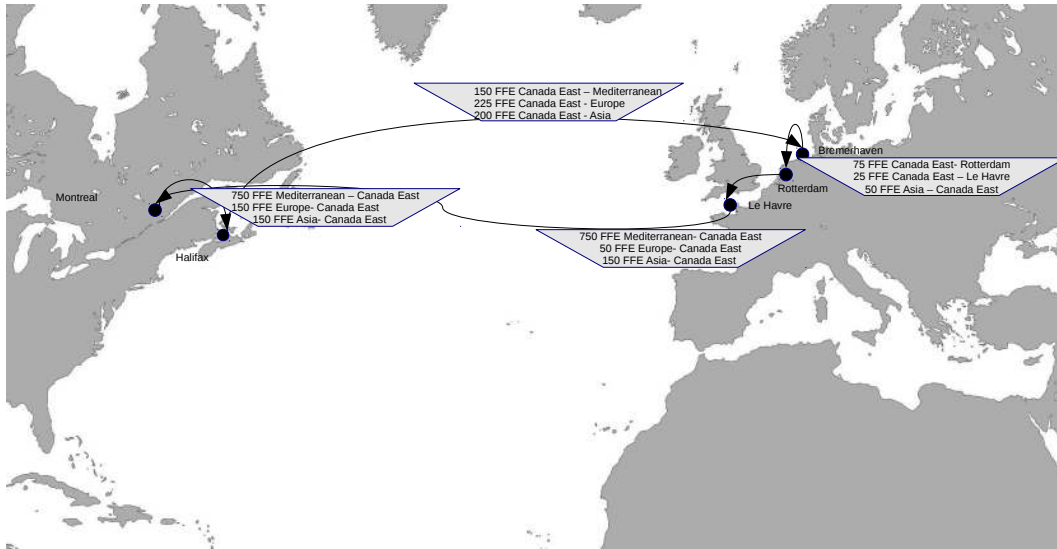 150 FFE Canada East – Mediterranean
225 FFE Canada East - Europe
200 FFE Canada East - Asia
Bremerhaven
75 FFE Canada East- Rotterdam
25 FFE Canada East – Le Havre
50 FFE Asia – Canada East
Rotterdam
Le Havre
Montreal
750 FFE Mediterranean – Canada East
150 FFE Europe- Canada East
150 FFE Asia- Canada East
Halifax
750 FFE Mediterranean- Canada East
50 FFE Europe- Canada East
150 FFE Asia- Canada East